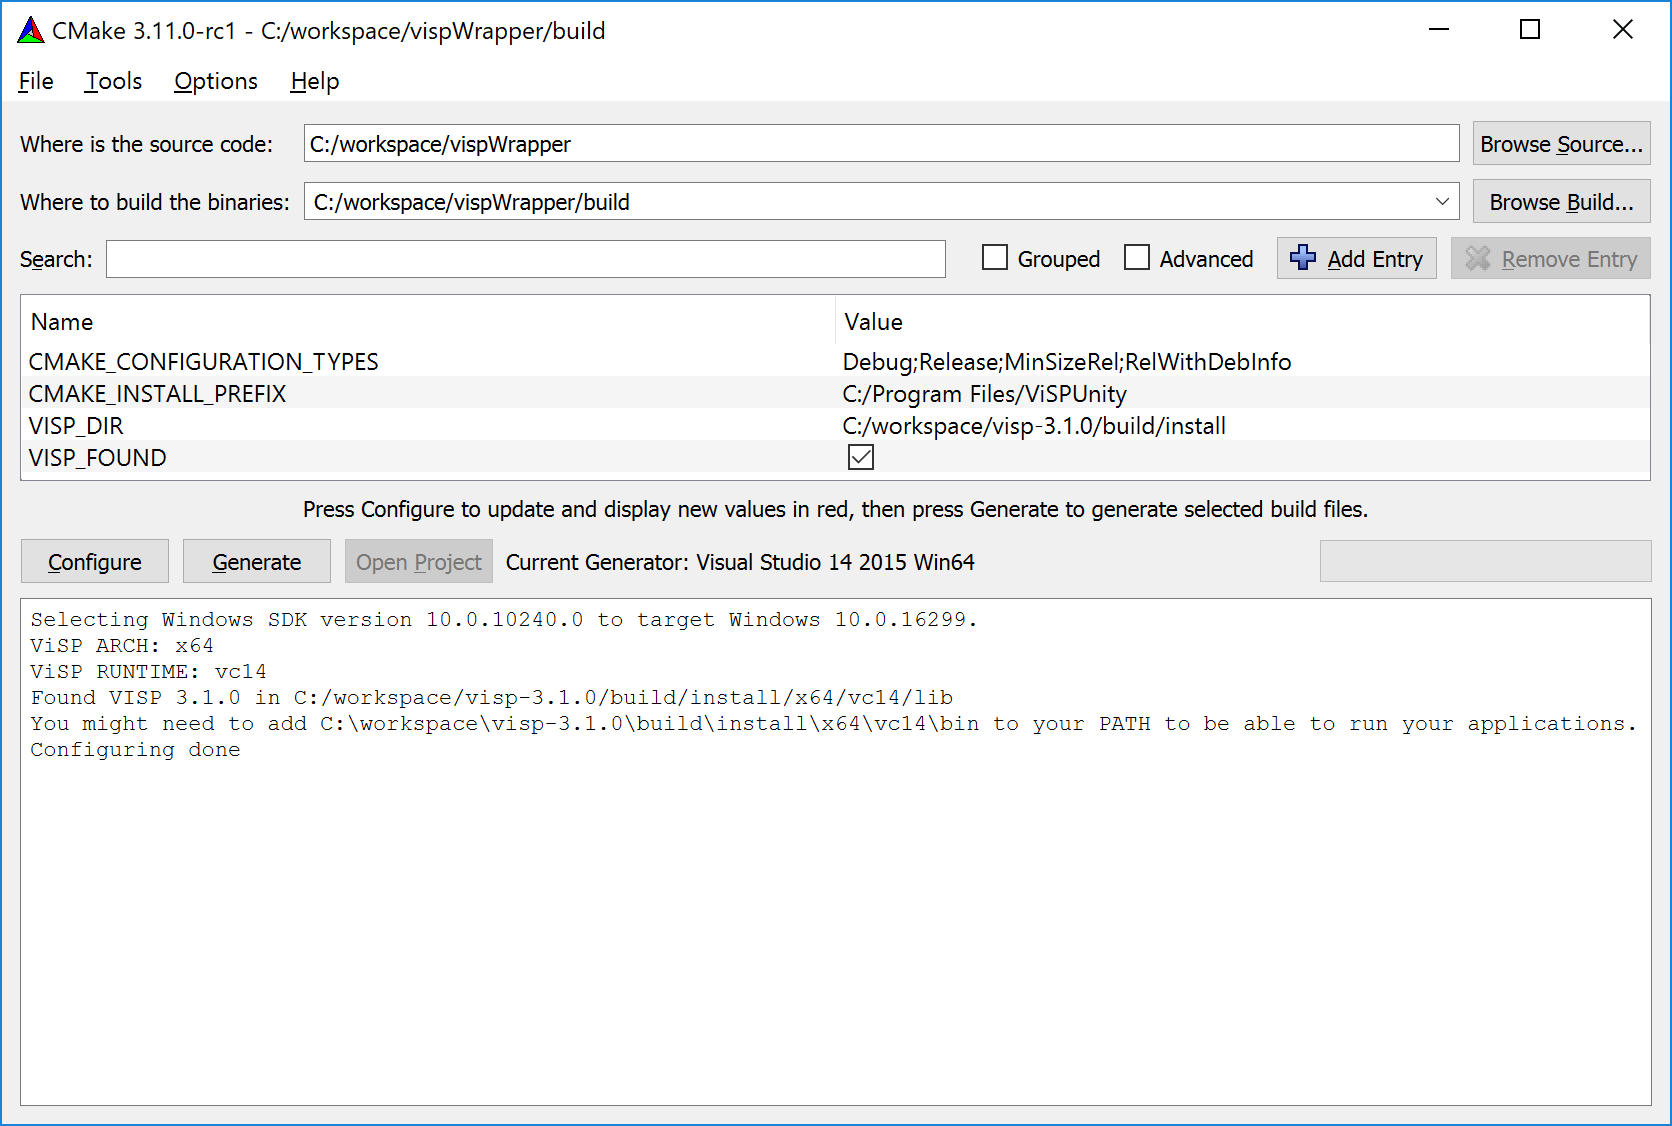 CMake 3.11.0-rc1 - C:/workspace/vispWrapper/build
File Tools Options Help
Where is the source code: C:/workspace/vispWrapper Browse Source...
Where to build the binaries: C:/workspace/vispWrapper/build Browse Build...
Search: Grouped Advanced Add Entry Remove Entry
Name Value
CMAKE_CONFIGURATION_TYPES Debug;Release;MinSizeRel;RelWithDebInfo
CMAKE_INSTALL_PREFIX C:/Program Files/ViSPUnity
VISP_DIR C:/workspace/visp-3.1.0/build/install
VISP_FOUND
Press Configure to update and display new values in red, then press Generate to generate selected build files.
Configure Generate Open Project Current Generator: Visual Studio 14 2015 Win64
Selecting Windows SDK version 10.0.10240.0 to target Windows 10.0.16299.
ViSP ARCH: x64
ViSP RUNTIME: vc14
Found VISP 3.1.0 in C:/workspace/visp-3.1.0/build/install/x64/vc14/lib
You might need to add C:\workspace\visp-3.1.0\build\install\x64\vc14\bin to your PATH to be able to run your applications.
Configuring done